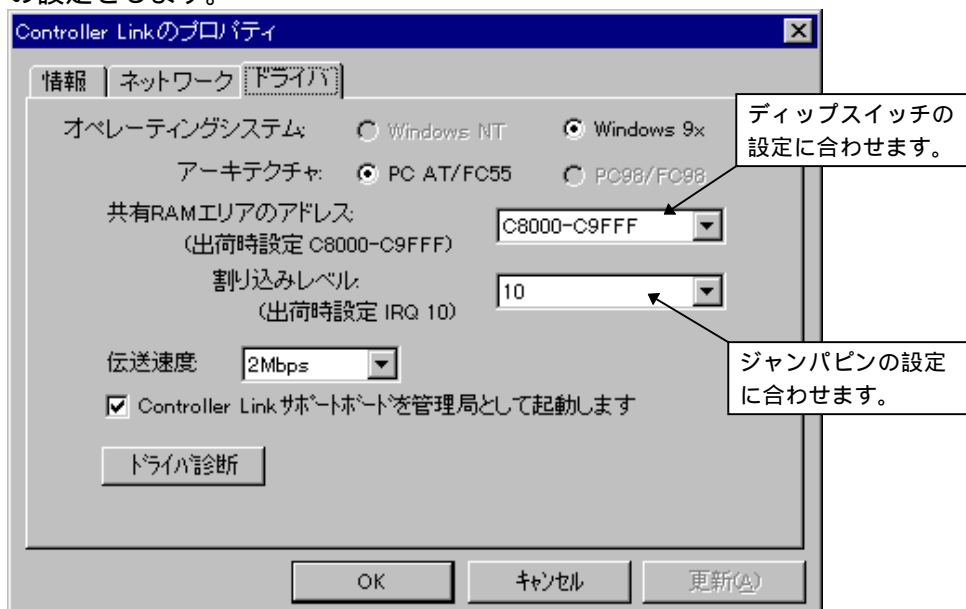 の設定をします。
Controller Linkのプロパティ
情報 ネットワーク ドライバ
オペレーティングシステム: Windows NT Windows 9x
ディップスイッチの
設定に合わせます。
アーキテクチャ: PC AT/FC55 PC98/FC98
共有RAMエリアのアドレス: C8000-C9FFF
(出荷時設定 C8000-C9FFF)
割り込みレベル: 10
(出荷時設定 IRQ 10)
ジャンパピンの設定
に合わせます。
伝送速度: 2Mbps
Controller Linkサポートボードを管理局として起動します
ドライバ診断
OK キャンセル 更新(A)